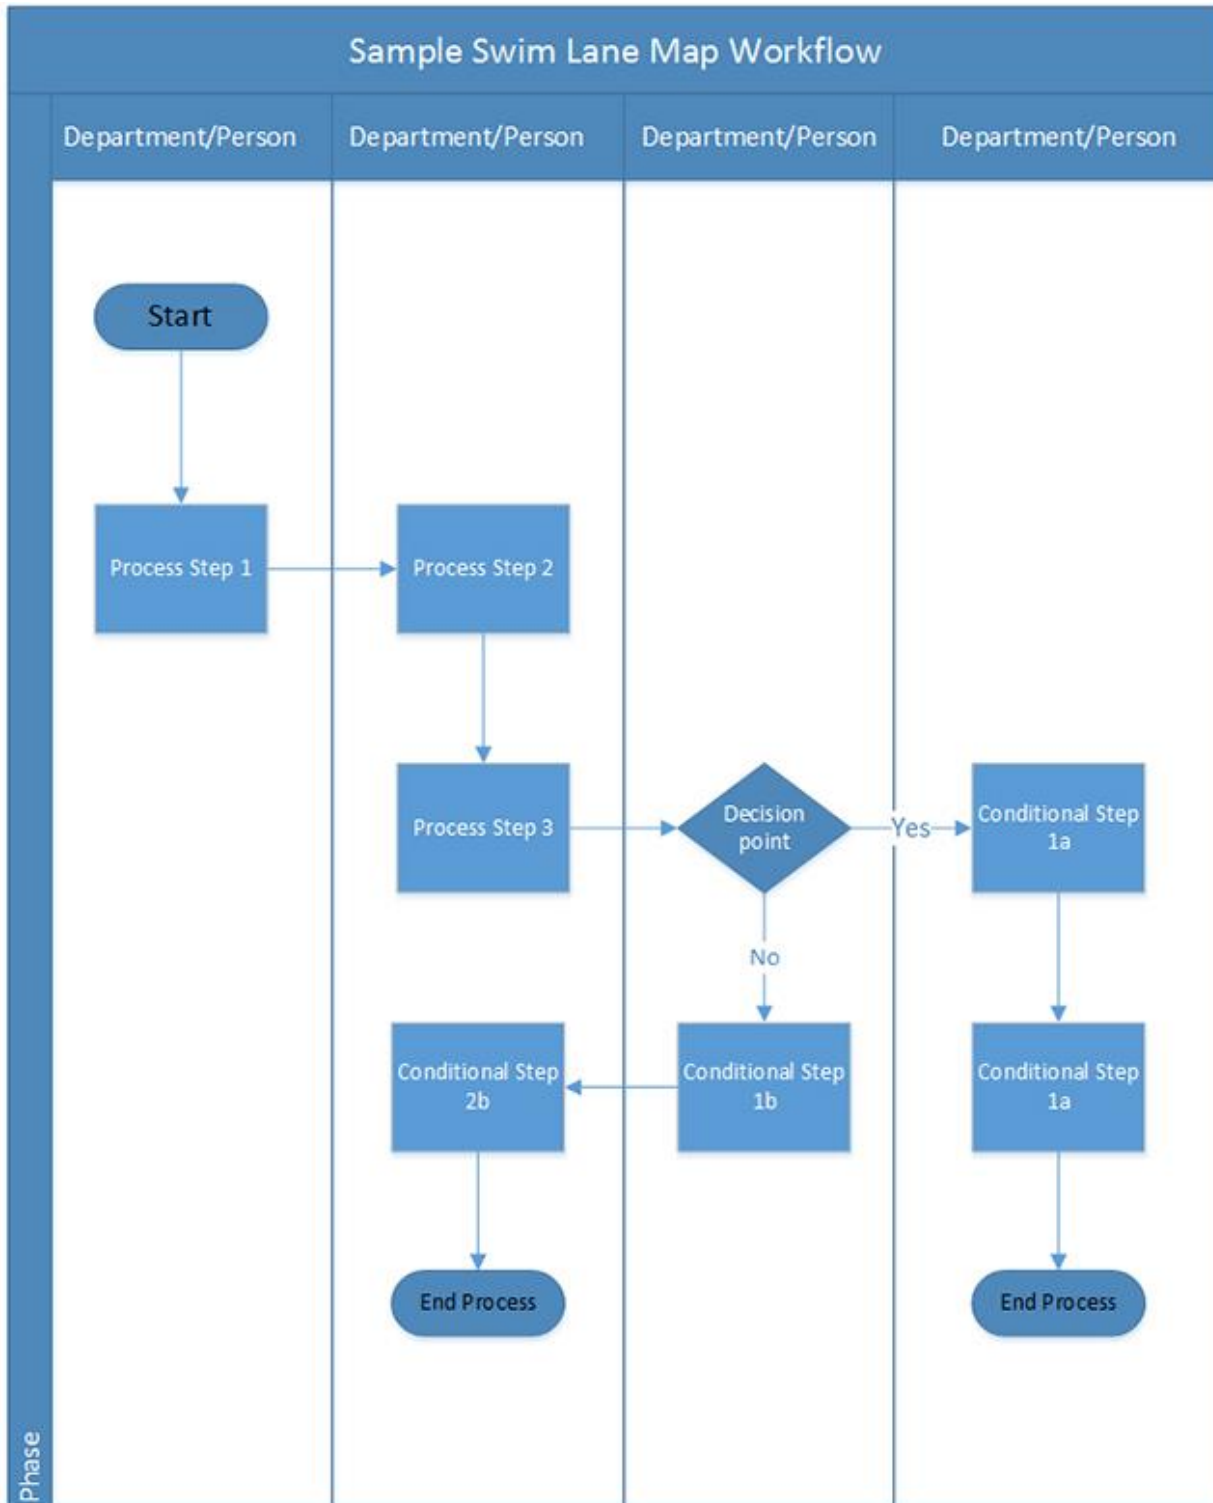 Sample Swim Lane Map Workflow
Department/Person
Department/Person
Department/Person
Department/Person
Start
Process Step 1
Process Step 2
Process Step 3
Decision
point
Yes
Conditional Step
1a
No
Conditional Step
2b
Conditional Step
1b
Conditional Step
1a
End Process
End Process
Phase